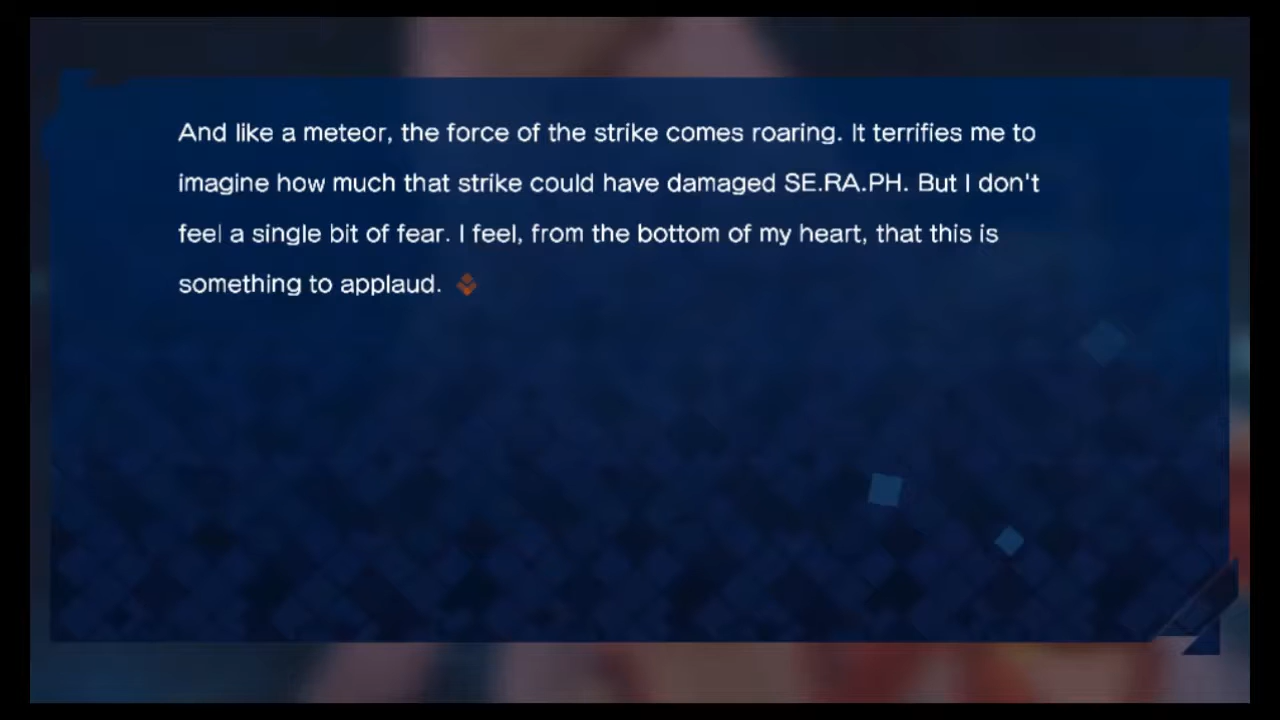 And like a meteor, the force of the strike comes roaring. It terrifies me to
imagine how much that strike could have damaged SE.RA.PH. But I don't
feel a single bit of fear. I feel, from the bottom of my heart, that this is
something to applaud.